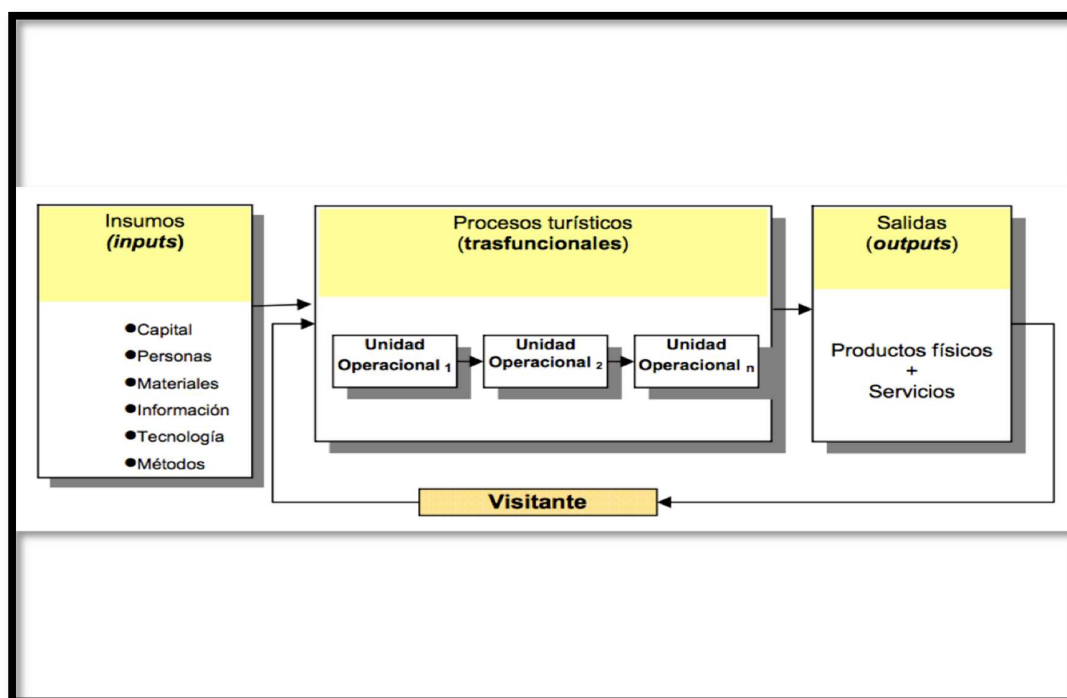 Insumos
(inputs)
●Capital
●Personas
●Materiales
●Información
●Tecnología
●Métodos
Procesos turísticos
(trasfuncionales)
Unidad
Operacional 1
Unidad
Operacional 2
Unidad
Operacional n
Salidas
(outputs)
Productos físicos
+
Servicios
Visitante